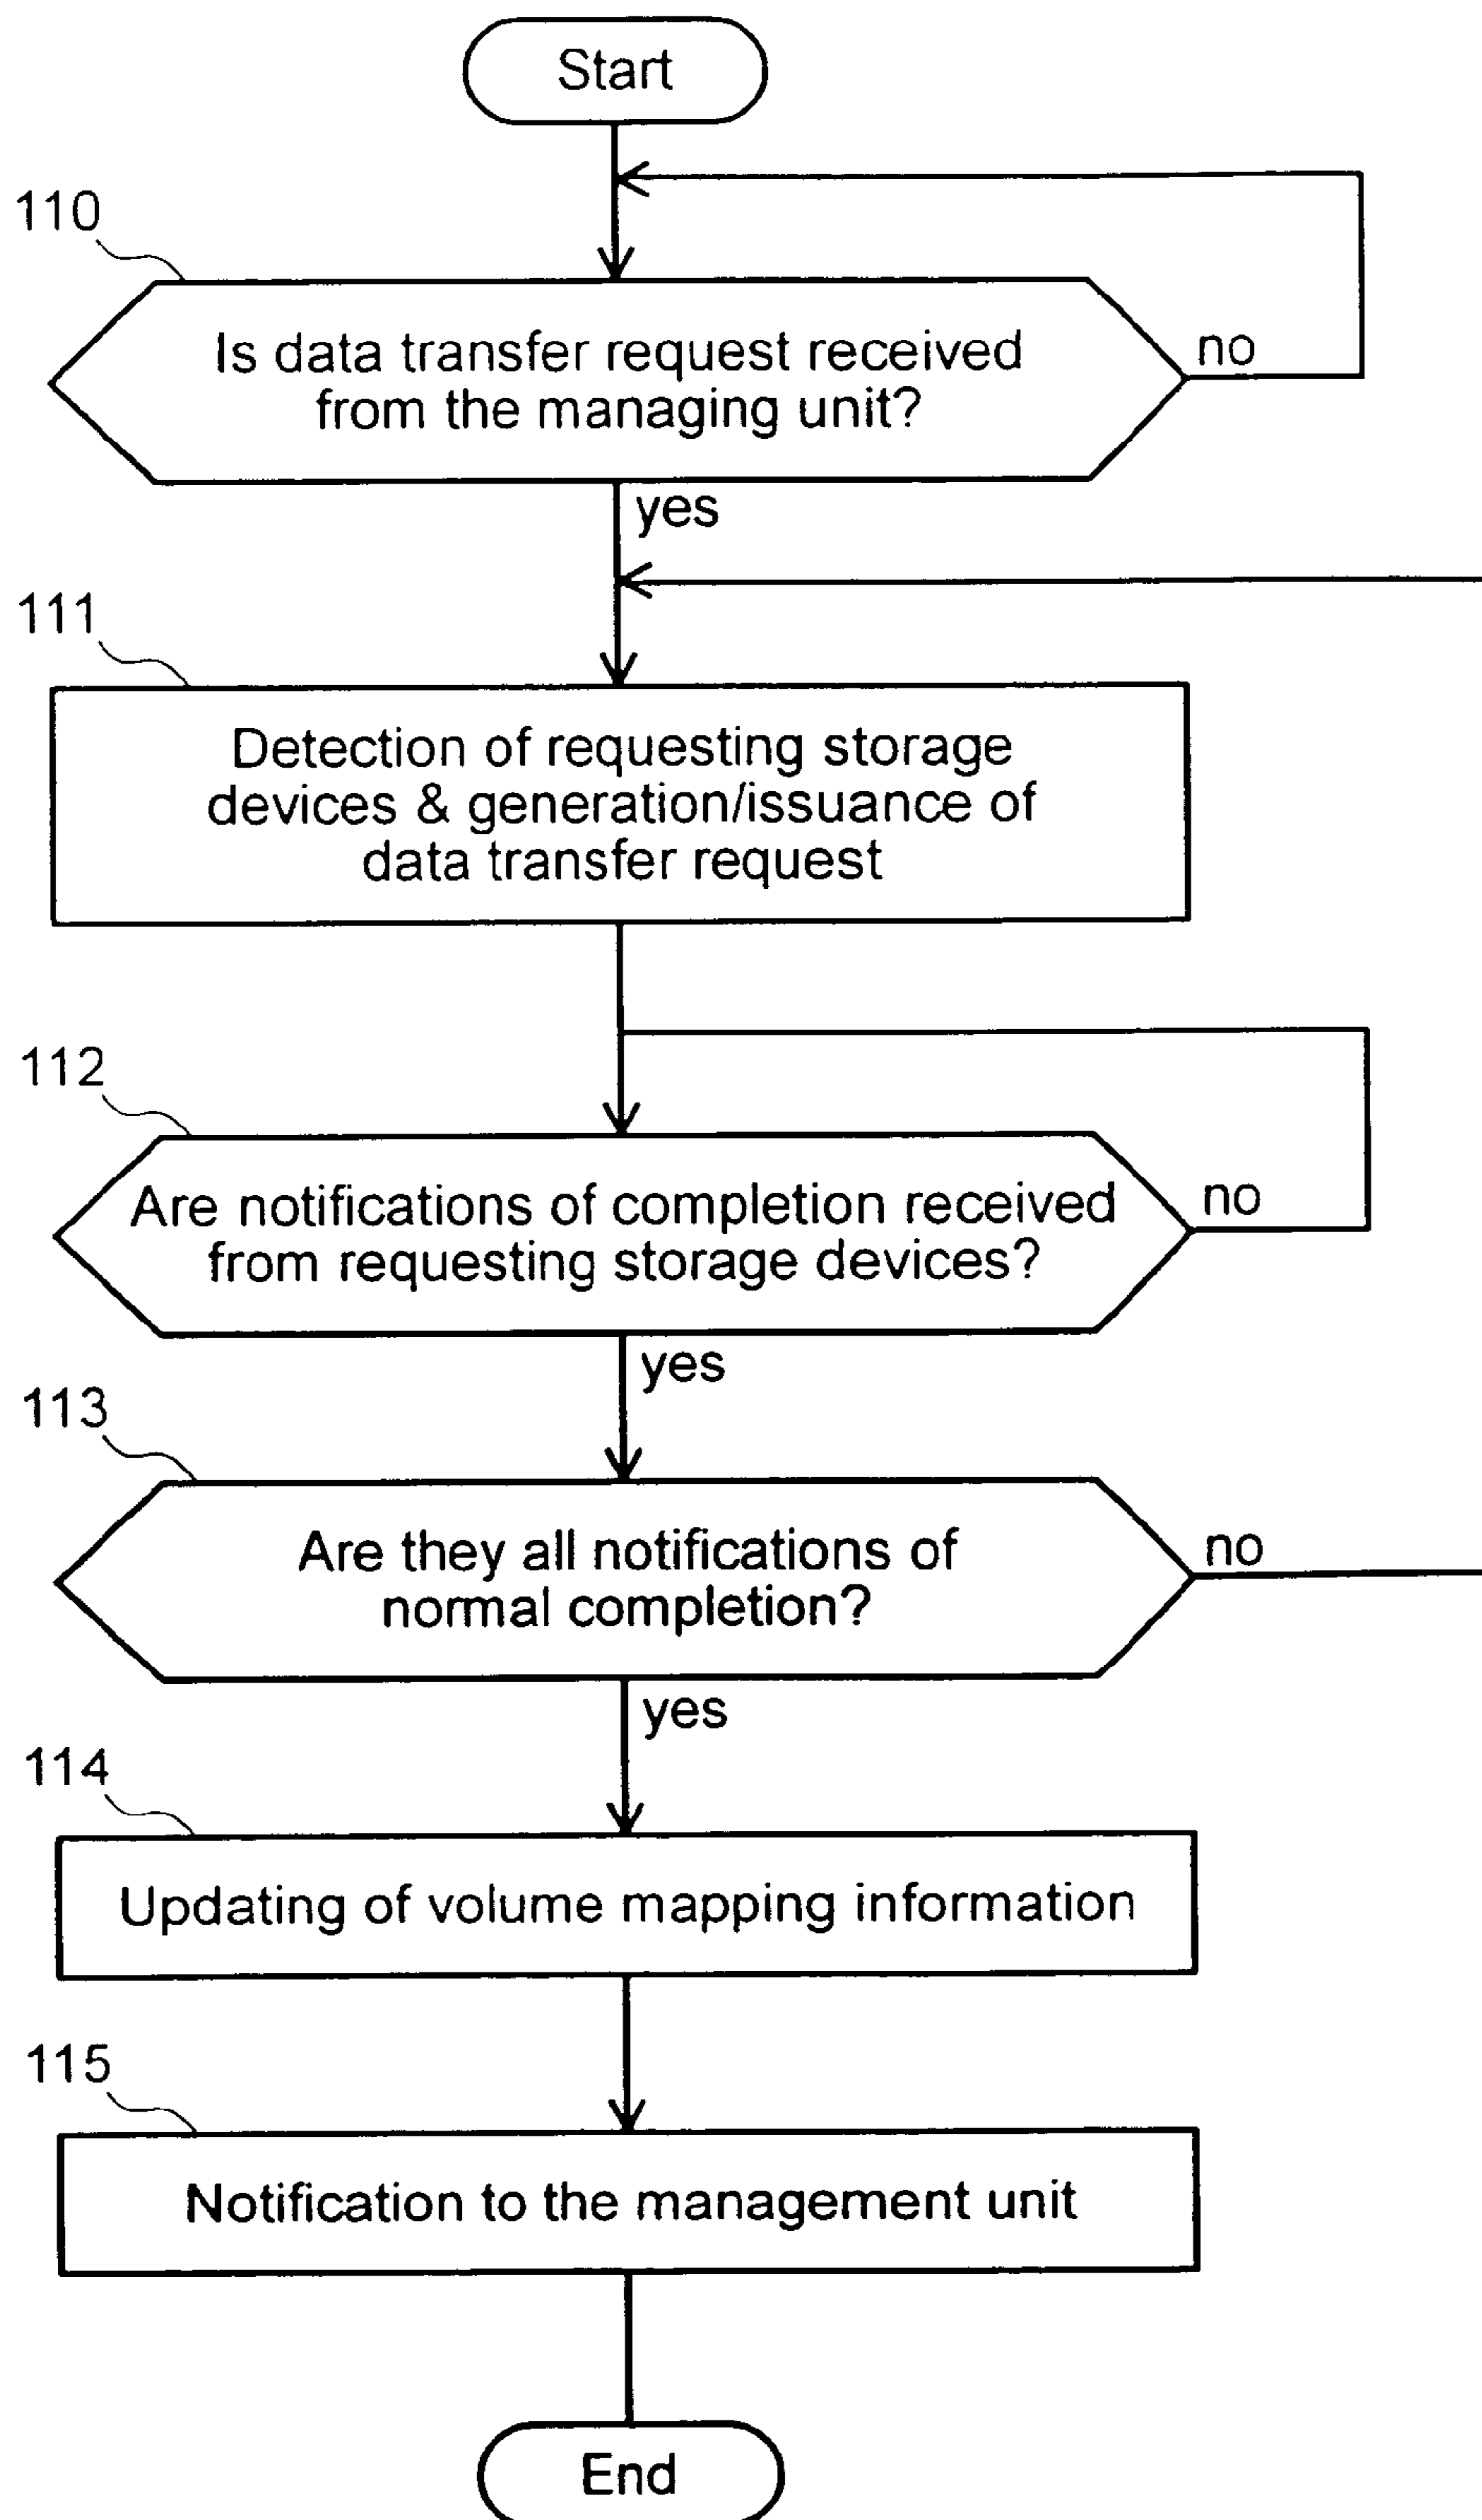 Start
110
Is data transfer request received
from the managing unit?
no
yes
111
Detection of requesting storage
devices & generation/issuance of
data transfer request
112
Are notifications of completion received
from requesting storage devices?
no
yes
113
Are they all notifications of
normal completion?
no
yes
114
Updating of volume mapping information
115
Notification to the management unit
End